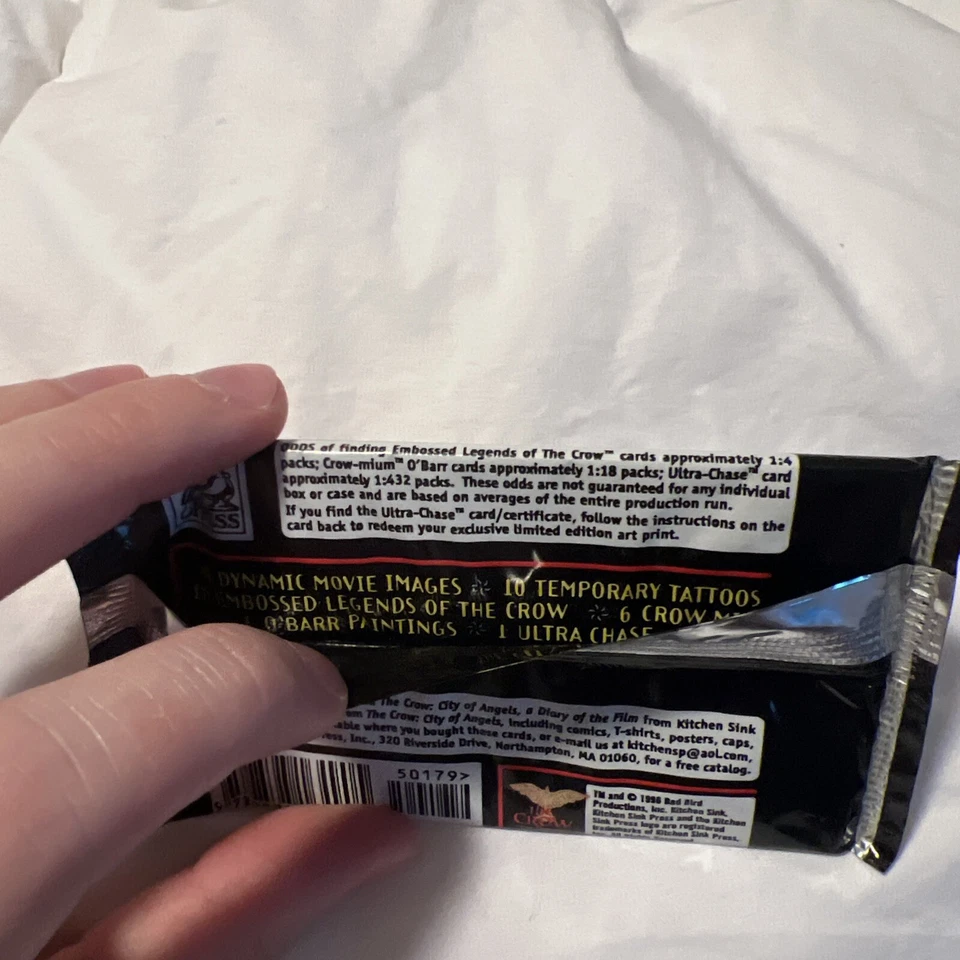 ODDS of finding Embossed Legends of The Crow™ cards approximately 1:4
packs; Crow-mium™ O'Barr cards approximately 1:18 packs; Ultra-Chase™ card
approximately 1:432 packs. These odds are not guaranteed for any individual
box or case and are based on averages of the entire production run.
If you find the Ultra-Chase™ card/certificate, follow the instructions on the
card back to redeem your exclusive limited edition art print.
SS
DYNAMIC MOVIE IMAGES 10 TEMPORARY TATTOOS
EMBOSSED LEGENDS OF THE CROW 6 CROW
O'BARR PAINTINGS 1 ULTRA CHASE
The Crow: City of Angels, a Diary of the Film from Kitchen Sink
The Crow: City of Angels, including comics, T-shirts, posters, caps,
where you bought these cards, or e-mail us at kitchensp@aol.com,
Inc., 320 Riverside Drive, Northampton, MA 01060, for a free catalog.
50179>
THE
CROW
TM and © 1996 Bad Bird
Productions, Inc. Kitchen Sink,
Kitchen Sink Press and the Kitchen
Sink Press logo are registered
trademarks of Kitchen Sink Press,